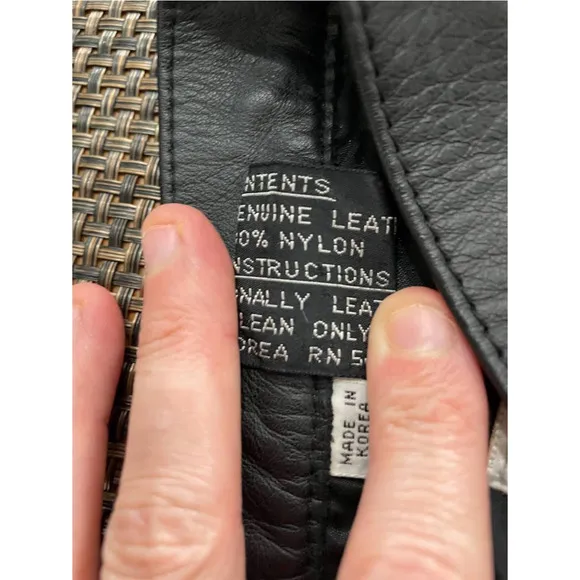 NTENTS
ENUINE LEAT
0% NYLON
NSTRUCTIONS
NALLY LEAT
LEAN ONLY
OREA RN 5
MADE IN
KOREA